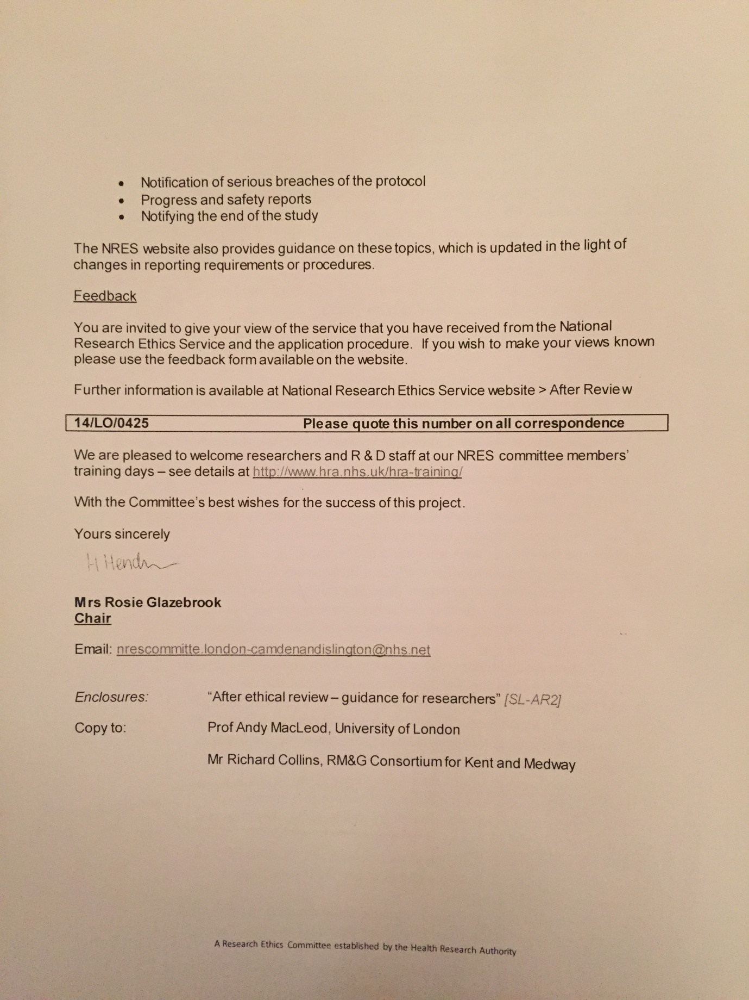 • Notification of serious breaches of the protocol
• Progress and safety reports
• Notifying the end of the study
The NRES website also provides guidance on these topics, which is updated in the light of
changes in reporting requirements or procedures.
Feedback
You are invited to give your view of the service that you have received from the National
Research Ethics Service and the application procedure. If you wish to make your views known
please use the feedback form available on the website.
Further information is available at National Research Ethics Service website > After Review
14/LO/0425 Please quote this number on all correspondence
We are pleased to welcome researchers and R & D staff at our NRES committee members’
training days – see details at http://www.hra.nhs.uk/hra-training/
With the Committee’s best wishes for the success of this project.
Yours sincerely
H
Mrs Rosie Glazebrook
Chair
Email: nrescommitte.london-camdenandislington@nhs.net
Enclosures: “After ethical review – guidance for researchers” [SL-AR2]
Copy to: Prof Andy MacLeod, University of London
Mr Richard Collins, RM&G Consortium for Kent and Medway
A Research Ethics Committee established by the Health Research Authority